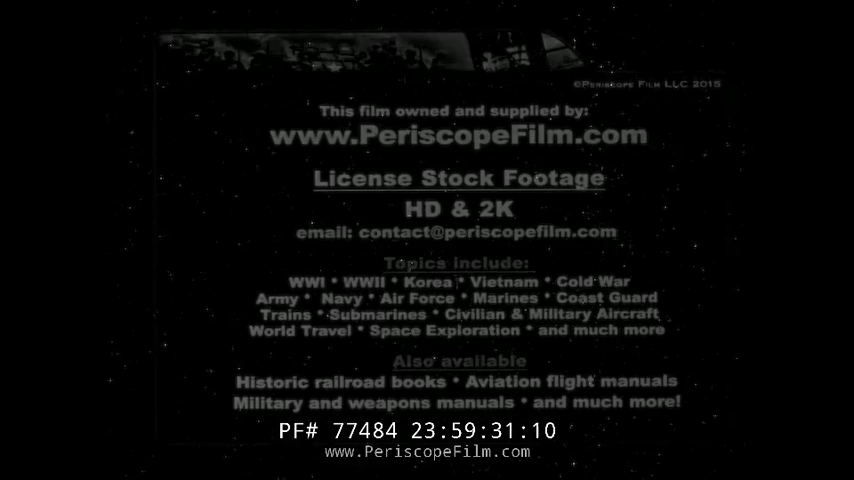 ©Periscope Film LLC 2015
This film owned and supplied by:
www.PeriscopeFilm.com
License Stock Footage
HD & 2K
email: contact@periscopefilm.com
Topics include:
WWI * WWII * Korea * Vietnam * Cold War
Army * Navy * Air Force * Marines * Coast Guard
Trains * Submarines * Civilian & Military Aircraft
World Travel * Space Exploration * and much more
Also available
Historic railroad books * Aviation flight manuals
Military and weapons manuals * and much more!
PF# 77484 23:59:31:10
www.PeriscopeFilm.com